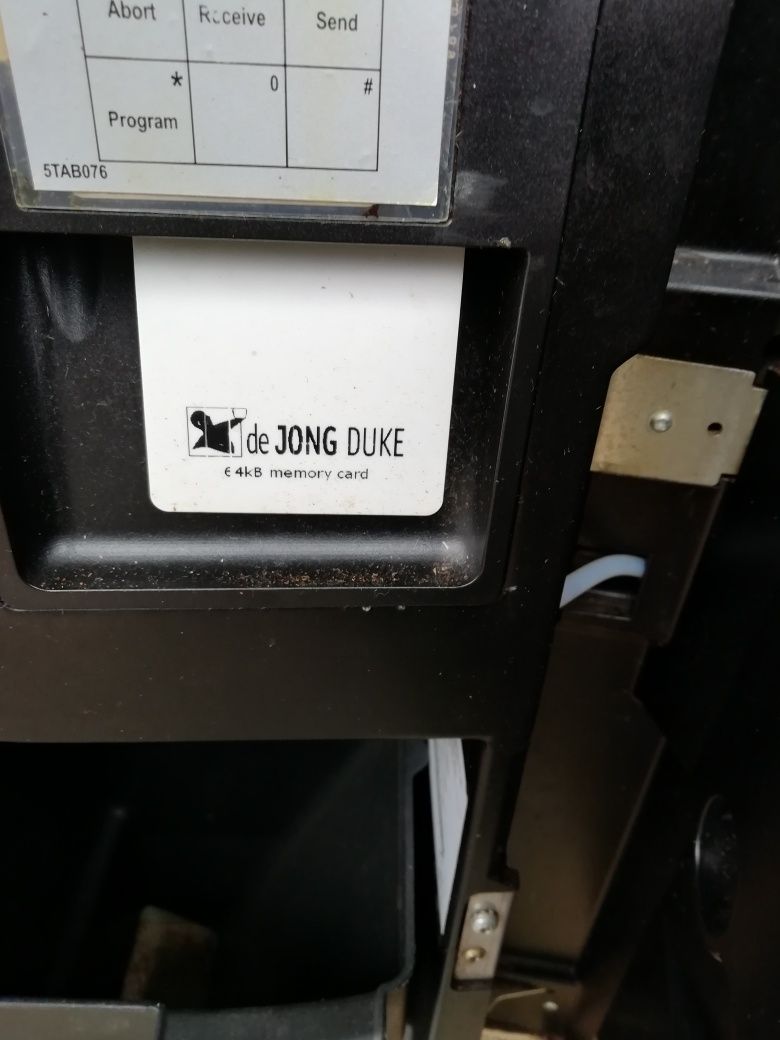 Abort Receive Send
* 0 #
Program
5TAB076
de JONG DUKE
64kB memory card